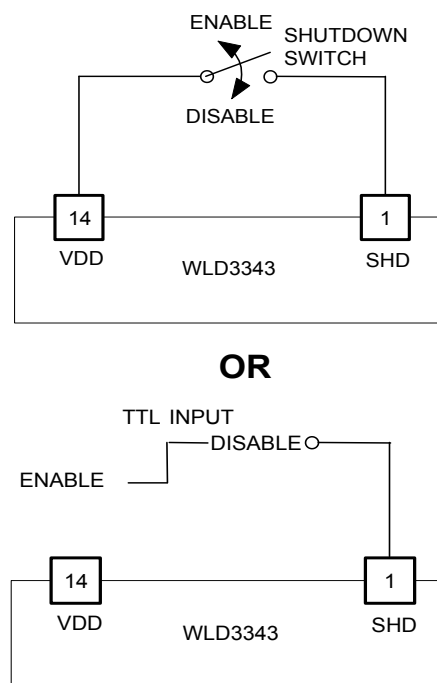 ENABLE
SHUTDOWN
SWITCH
DISABLE
14
1
VDD
SHD
WLD3343
OR
TTL INPUT
DISABLE
ENABLE
14
1
VDD
SHD
WLD3343